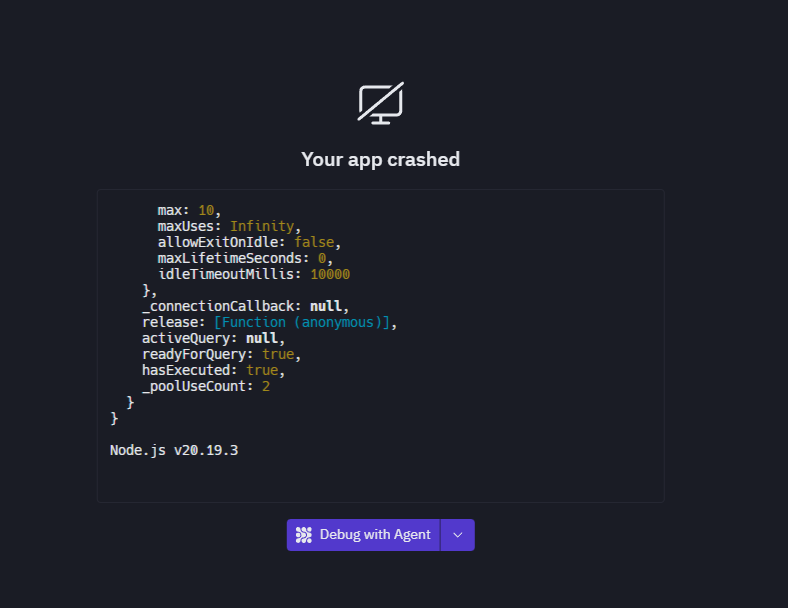 Your app crashed
max: 10,
maxUses: Infinity,
allowExitOnIdle: false,
maxLifetimeSeconds: 0,
idleTimeoutMillis: 10000
},
_connectionCallback: null,
release: [Function (anonymous)],
activeQuery: null,
readyForQuery: true,
hasExecuted: true,
_poolUseCount: 2
}
}
Node.js v20.19.3
Debug with Agent